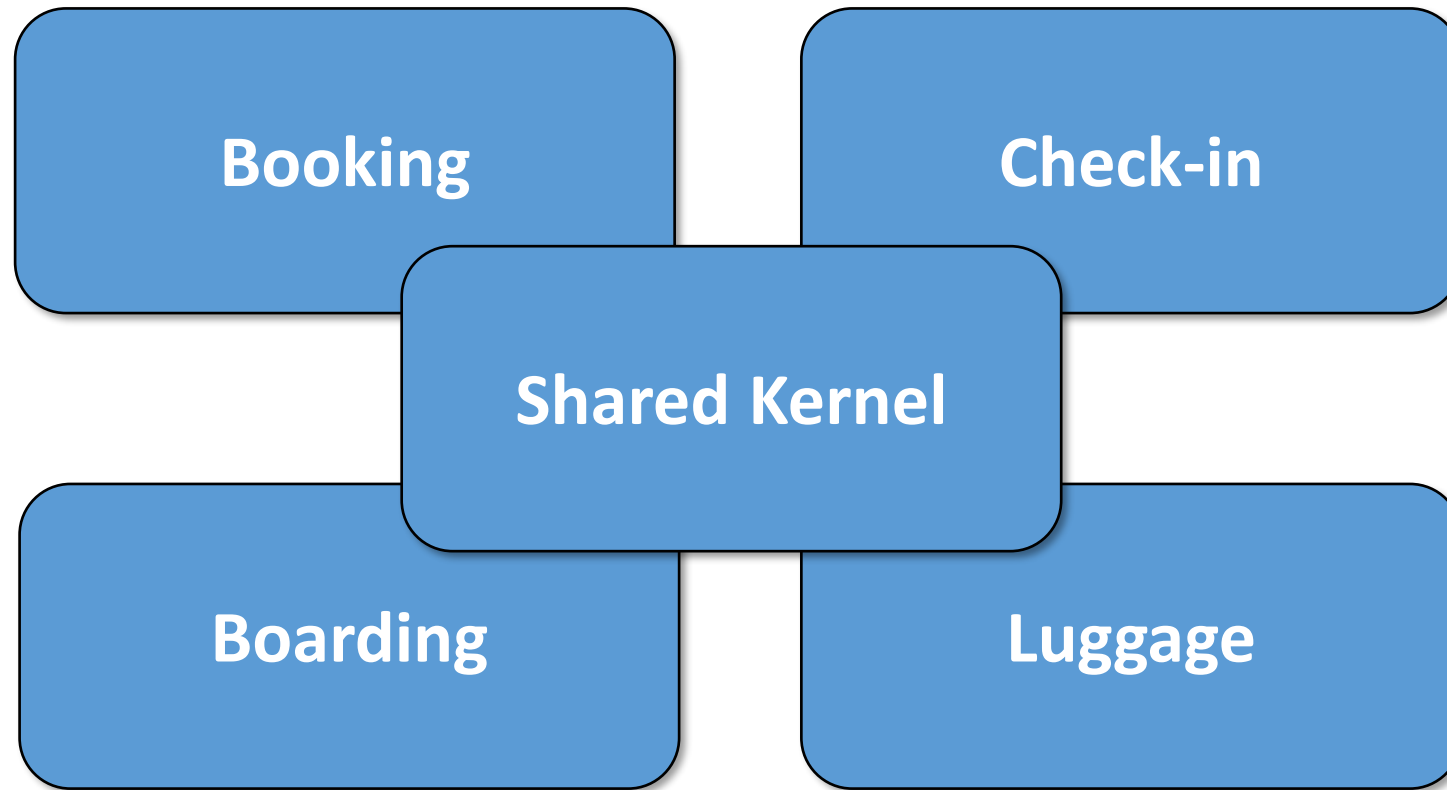 Booking
Check-in
Shared Kernel
Boarding
Luggage